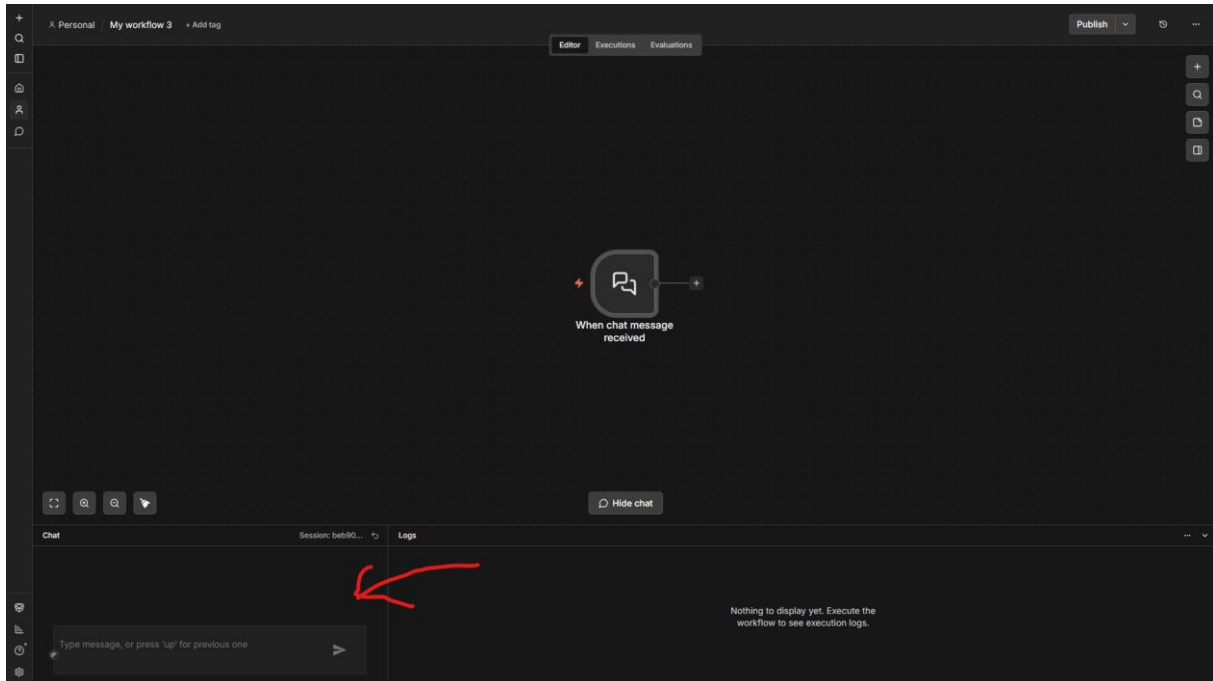 Personal / My workflow 3 + Add tag
Publish
Editor Executions Evaluations
When chat message
received
Hide chat
Chat Session: beb90... Logs
Nothing to display yet. Execute the
workflow to see execution logs.
Type message, or press 'up' for previous one